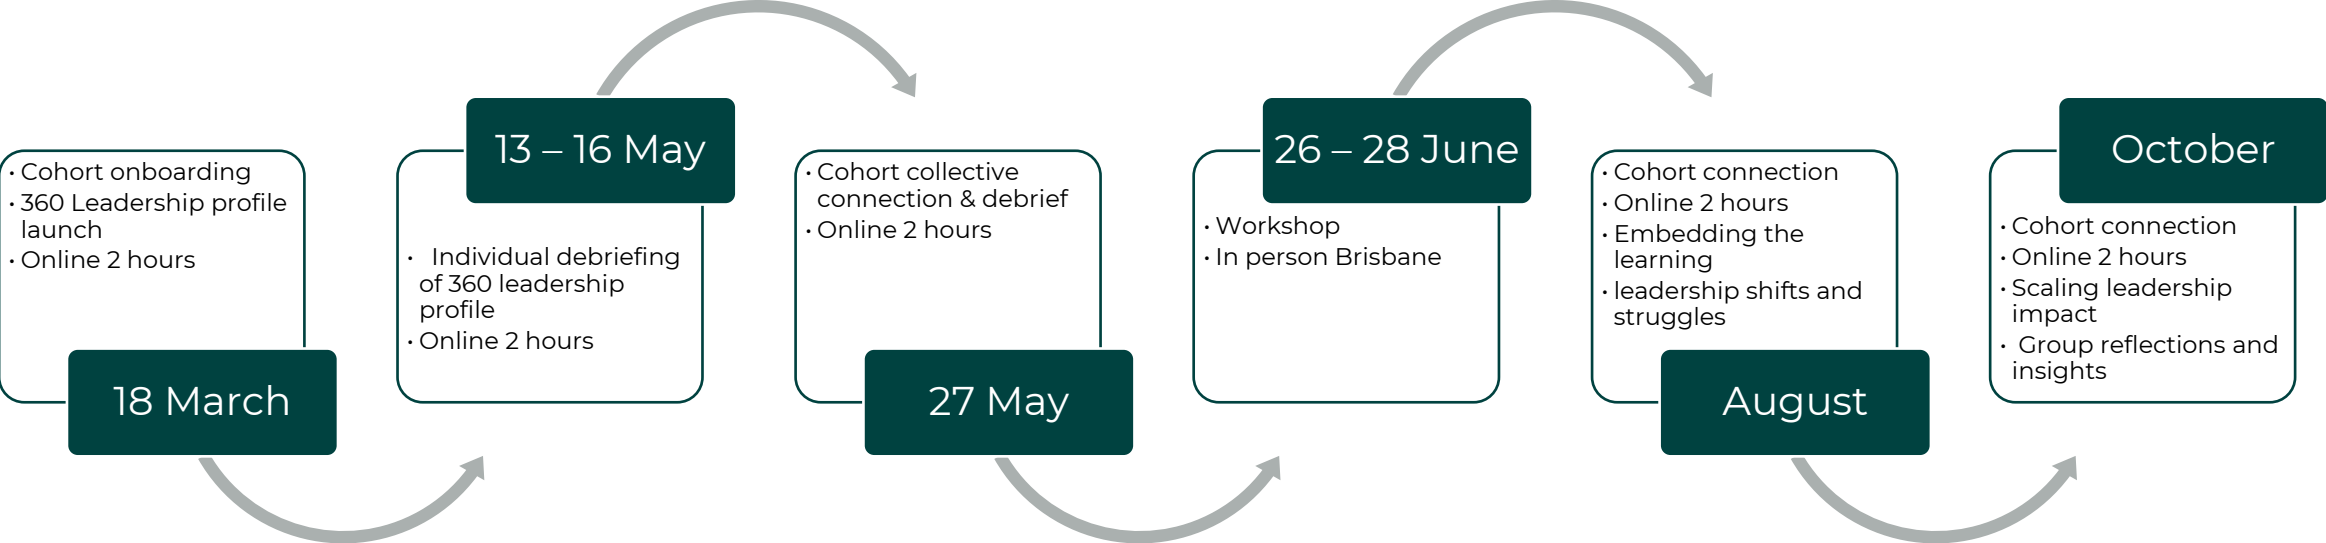 · Cohort onboarding
· 360 Leadership profile
launch
· Online 2 hours
18 March
13 – 16 May
· Individual debriefing
of 360 leadership
profile
· Online 2 hours
· Cohort collective
connection & debrief
· Online 2 hours
27 May
26 – 28 June
· Workshop
· In person Brisbane
· Cohort connection
· Online 2 hours
· Embedding the
learning
· leadership shifts and
struggles
August
October
· Cohort connection
· Online 2 hours
· Scaling leadership
impact
· Group reflections and
insights